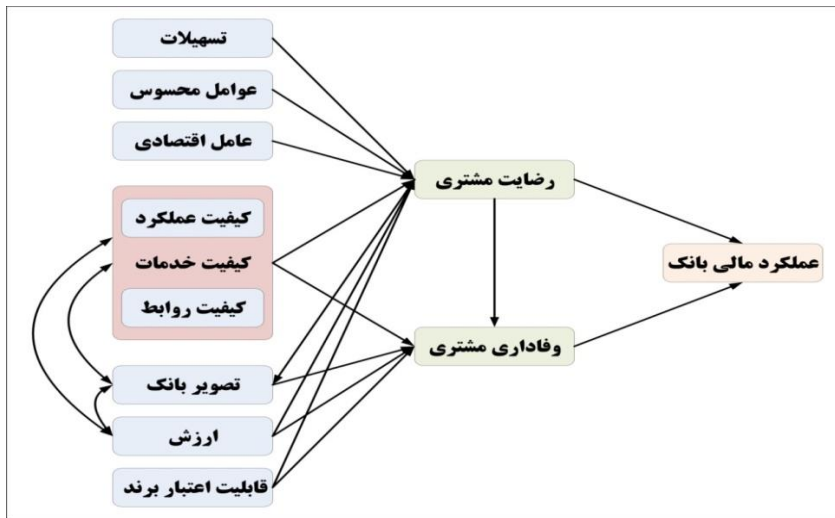 تسهیلات
عوامل محسوس
عامل اقتصادی
کیفیت عملکرد
کیفیت خدمات
کیفیت روابط
تصویر بانک
ارزش
قابلیت اعتبار برند
رضایت مشتری
وفاداری مشتری
عملکرد مالی بانک